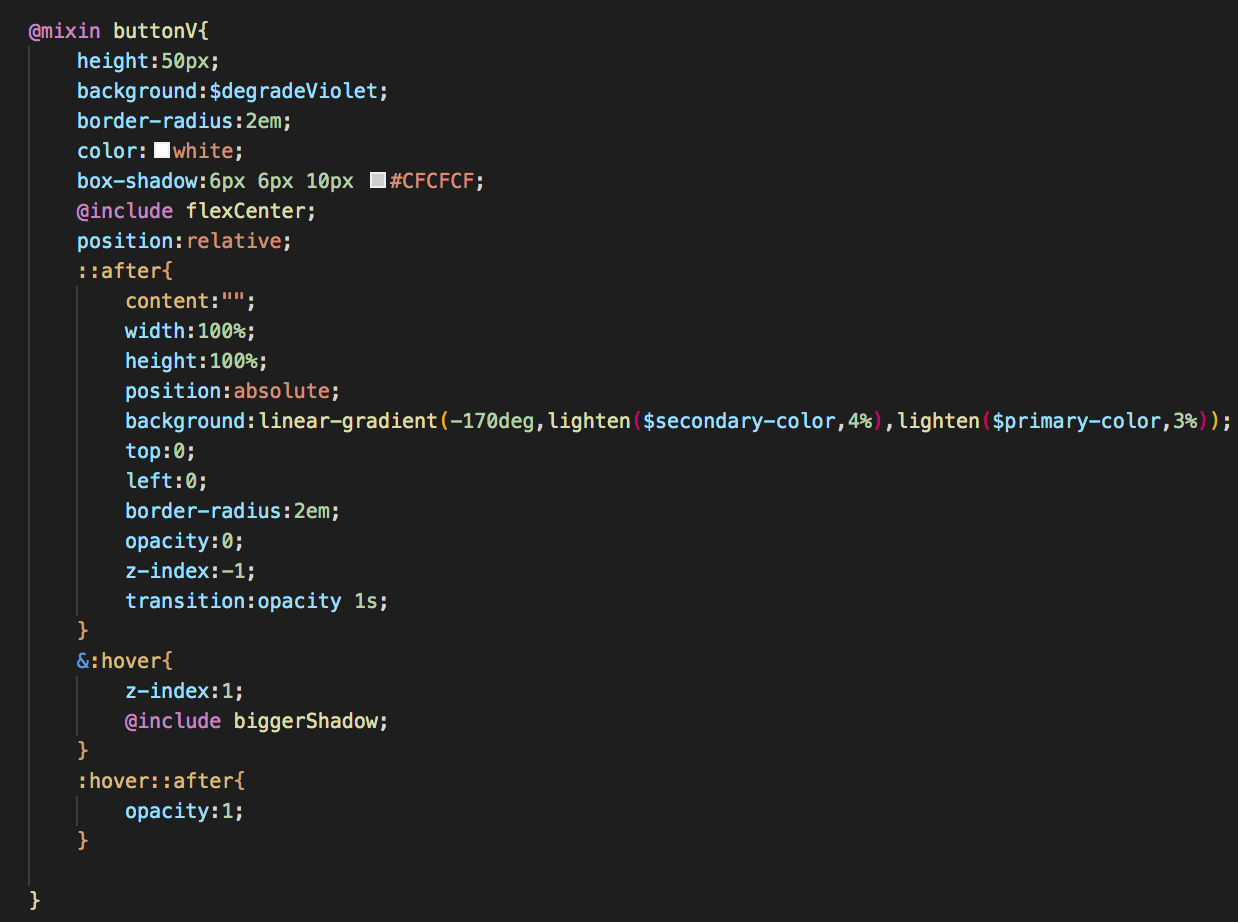 @mixin buttonV{
    height:50px;
    background:$degradeViolet;
    border-radius:2em;
    color:white;
    box-shadow:6px 6px 10px #CFCFCF;
    @include flexCenter;
    position:relative;
    ::after{
        content:"";
        width:100%;
        height:100%;
        position:absolute;
        background:linear-gradient(-170deg,lighten($secondary-color,4%),lighten($primary-color,3%));
        top:0;
        left:0;
        border-radius:2em;
        opacity:0;
        z-index:-1;
        transition:opacity 1s;
    }
    &:hover{
        z-index:1;
        @include biggerShadow;
    }
    :hover::after{
        opacity:1;
    }
}